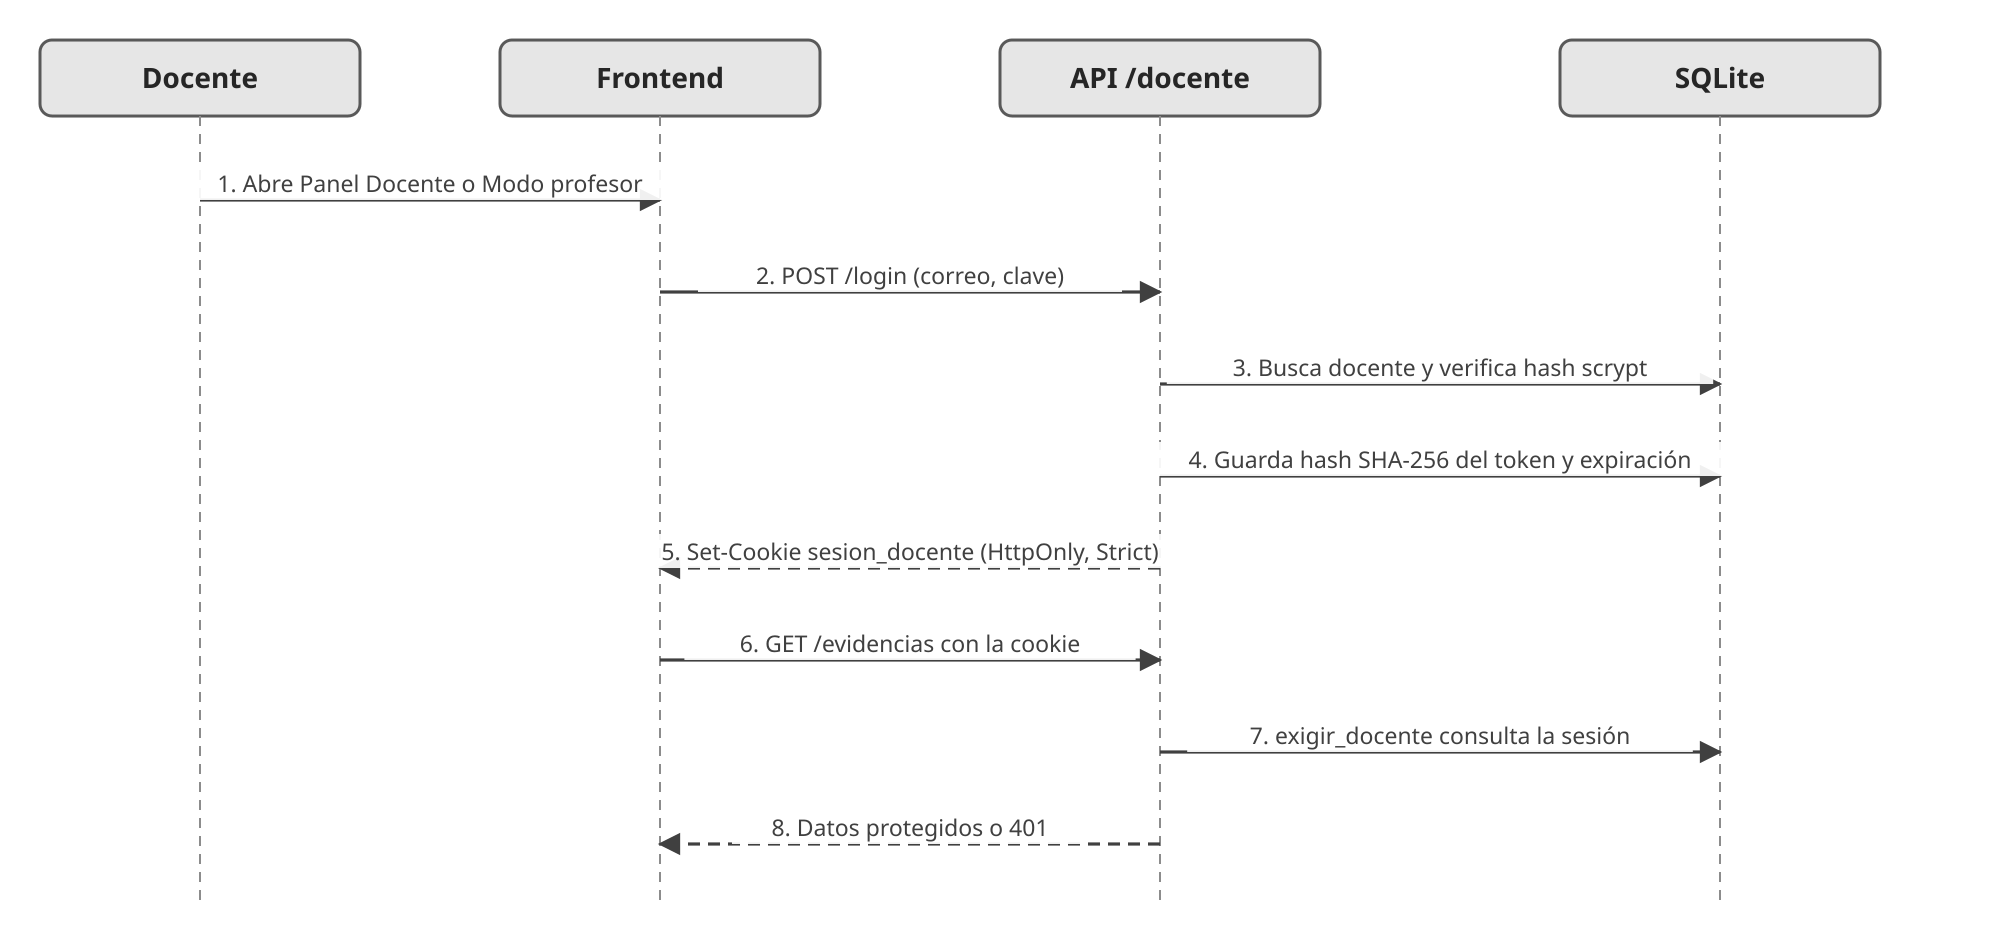 Docente
Frontend
API /docente
SQLite
1. Abre Panel Docente o Modo profesor
2. POST /login (correo, clave)
3. Busca docente y verifica hash scrypt
4. Guarda hash SHA-256 del token y expiración
5. Set-Cookie sesion_docente (HttpOnly, Strict)
6. GET /evidencias con la cookie
7. exigir_docente consulta la sesión
8. Datos protegidos o 401